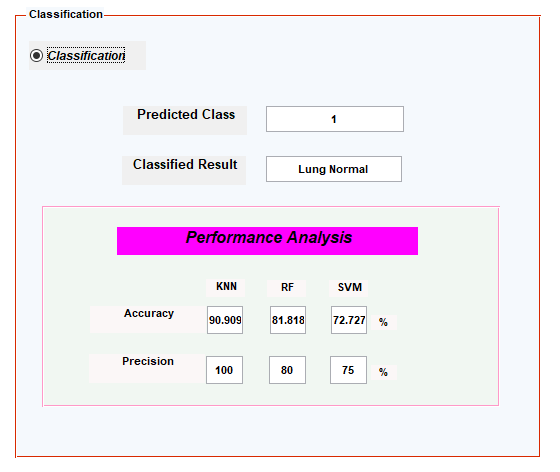 Classification
Classification
Predicted Class 1
Classified Result Lung Normal
Performance Analysis
KNN RF SVM
Accuracy 90.909 81.818 72.727 %
Precision 100 80 75 %